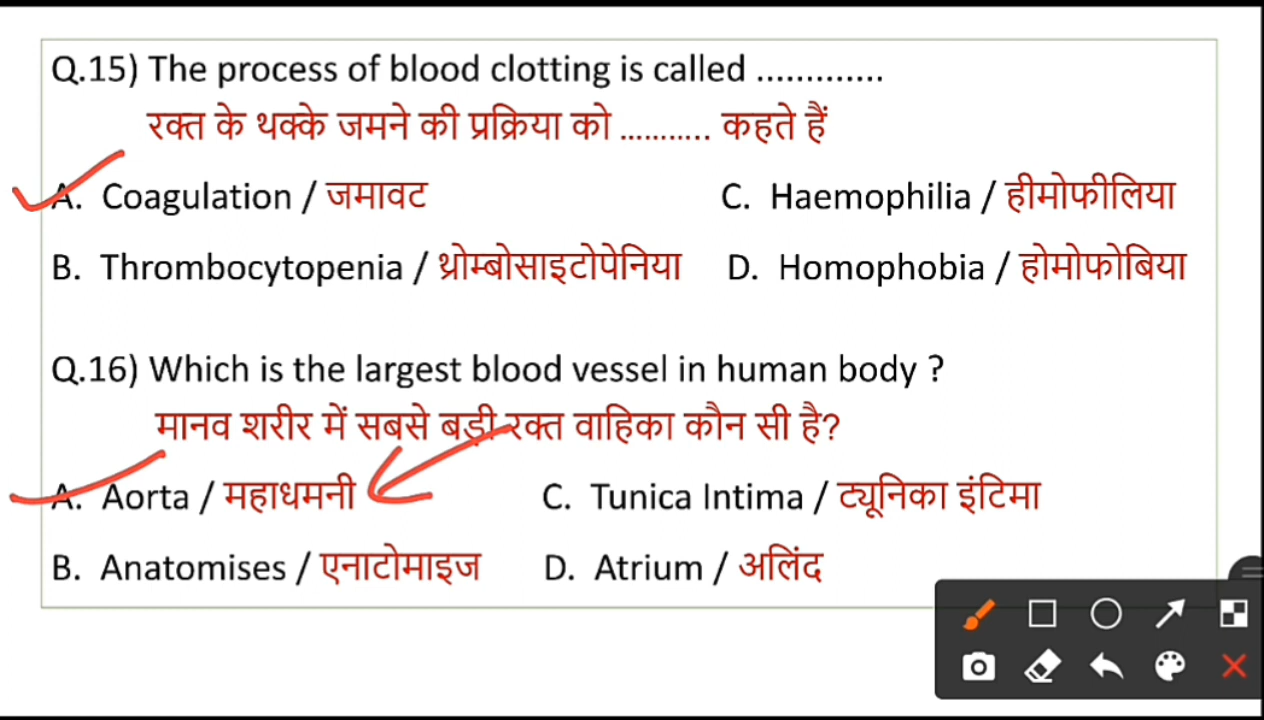 Q.15) The process of blood clotting is called .............
रक्त के थक्के जमने की प्रक्रिया को ........... कहते हैं
A. Coagulation / जमावट
C. Haemophilia / हीमोफीलिया
B. Thrombocytopenia / थ्रोम्बोसाइटोपेनिया
D. Homophobia / होमोफोबिया
Q.16) Which is the largest blood vessel in human body ?
मानव शरीर में सबसे बड़ी रक्त वाहिका कौन सी है?
A. Aorta / महाधमनी
C. Tunica Intima / ट्यूनिका इंटिमा
B. Anatomises / एनाटोमाइज
D. Atrium / अलिंद